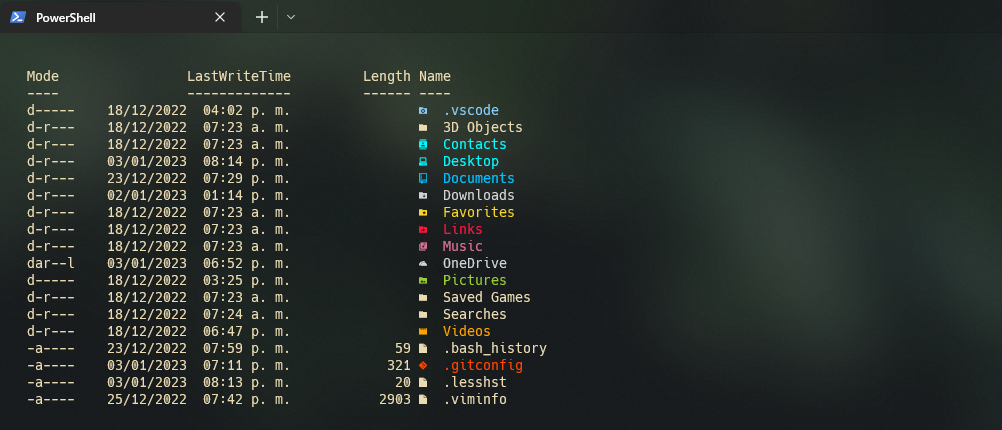 PowerShell
Mode                LastWriteTime         Length Name
----                -------------         ------ ----
d-----    18/12/2022  04:02 p. m.                .vscode
d-r---    18/12/2022  07:23 a. m.                3D Objects
d-r---    18/12/2022  07:23 a. m.                Contacts
d-r---    03/01/2023  08:14 p. m.                Desktop
d-r---    23/12/2022  07:29 p. m.                Documents
d-r---    02/01/2023  01:14 p. m.                Downloads
d-r---    18/12/2022  07:23 a. m.                Favorites
d-r---    18/12/2022  07:23 a. m.                Links
d-r---    18/12/2022  07:23 a. m.                Music
dar--l    03/01/2023  06:52 p. m.                OneDrive
d-----    18/12/2022  03:25 p. m.                Pictures
d-r---    18/12/2022  07:23 a. m.                Saved Games
d-r---    18/12/2022  07:24 a. m.                Searches
d-r---    18/12/2022  06:47 p. m.                Videos
-a----    23/12/2022  07:59 p. m.             59 .bash_history
-a----    03/01/2023  07:11 p. m.            321 .gitconfig
-a----    03/01/2023  08:13 p. m.             20 .lesshst
-a----    25/12/2022  07:42 p. m.           2903 .viminfo